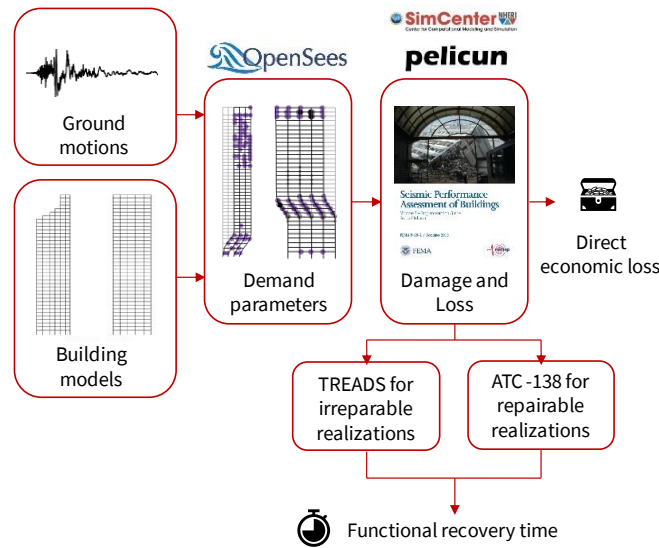 SimCenter
NHERI
Center for Computational Modeling and Simulation
OpenSees
pelicun
Ground
motions
Building
models
Demand
parameters
Seismic Performance
Assessment of Buildings
FEMA
Damage and
Loss
Direct
economic loss
TREADS for
irreparable
realizations
ATC -138 for
repairable
realizations
Functional recovery time